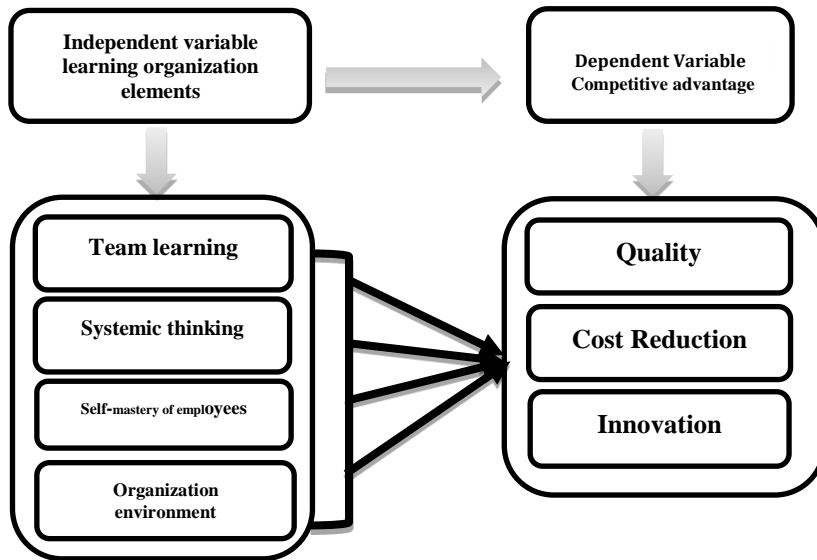 Independent variable
learning organization
elements
Dependent Variable
Competitive advantage
Team learning
Systemic thinking
Self-mastery of employees
Organization
environment
Quality
Cost Reduction
Innovation